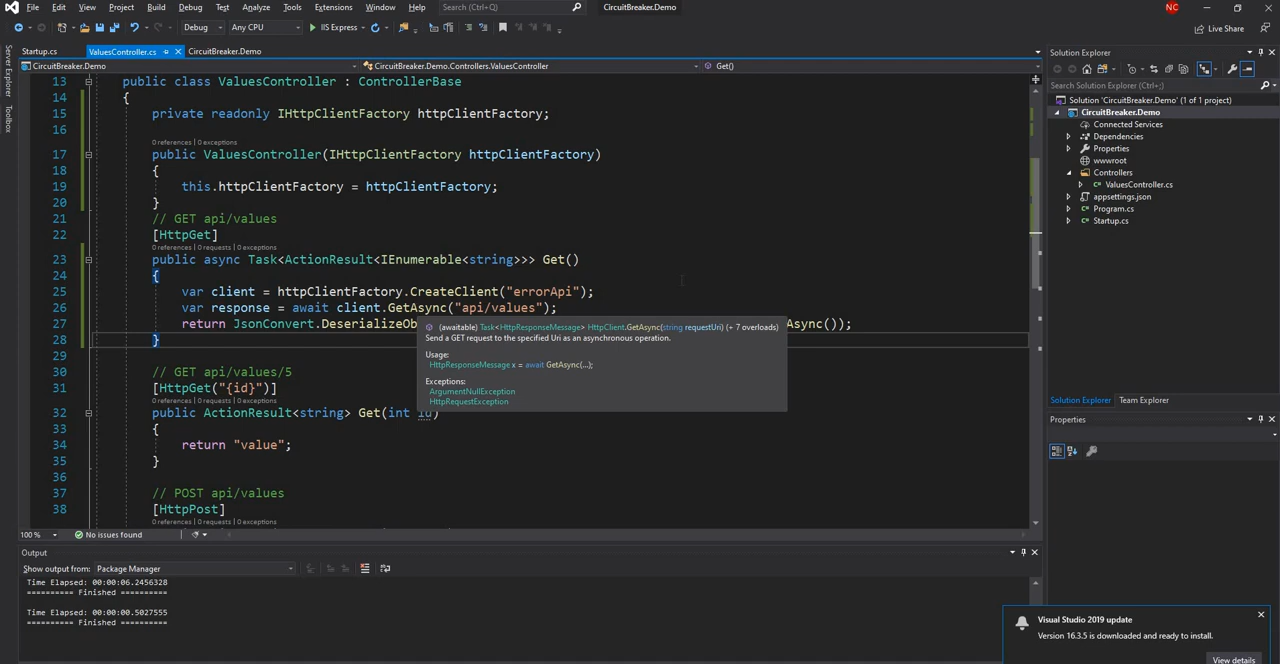 File Edit View Project Build Debug Test Analyze Tools Extensions Window Help Search (Ctrl+Q) CircuitBreaker.Demo NC
Debug Any CPU IIS Express Live Share
Startup.cs ValuesController.cs CircuitBreaker.Demo
CircuitBreaker.Demo CircuitBreaker.Demo.Controllers.ValuesController Get()
Server Explorer
Toolbox
13 public class ValuesController : ControllerBase
14 {
15 private readonly IHttpClientFactory httpClientFactory;
16
0 references | 0 exceptions
17 public ValuesController(IHttpClientFactory httpClientFactory)
18 {
19 this.httpClientFactory = httpClientFactory;
20 }
21 // GET api/values
22 [HttpGet]
0 references | 0 requests | 0 exceptions
23 public async Task<ActionResult<IEnumerable<string>>> Get()
24 {
25 var client = httpClientFactory.CreateClient("errorApi");
26 var response = await client.GetAsync("api/values");
27 return JsonConvert.DeserializeOb Async());
28 }
29
(awaitable) Task<HttpResponseMessage> HttpClient.GetAsync(string requestUri) (+ 7 overloads)
Send a GET request to the specified Uri as an asynchronous operation.
Usage:
HttpResponseMessage x = await GetAsync(...);
Exceptions:
ArgumentNullException
HttpRequestException
30 // GET api/values/5
31 [HttpGet("{id}")]
0 references | 0 requests | 0 exceptions
32 public ActionResult<string> Get(int id)
33 {
34 return "value";
35 }
36
37 // POST api/values
38 [HttpPost]
0 references | 0 requests | 0 exceptions
100 % No issues found
Output
Show output from: Package Manager
Time Elapsed: 00:00:06.2456328
========== Finished ==========
Time Elapsed: 00:00:00.5027555
========== Finished ==========
Solution Explorer
Search Solution Explorer (Ctrl+;)
Solution 'CircuitBreaker.Demo' (1 of 1 project)
CircuitBreaker.Demo
Connected Services
Dependencies
Properties
wwwroot
Controllers
ValuesController.cs
appsettings.json
Program.cs
Startup.cs
Solution Explorer Team Explorer
Properties
Visual Studio 2019 update
Version 16.3.5 is downloaded and ready to install.
View details